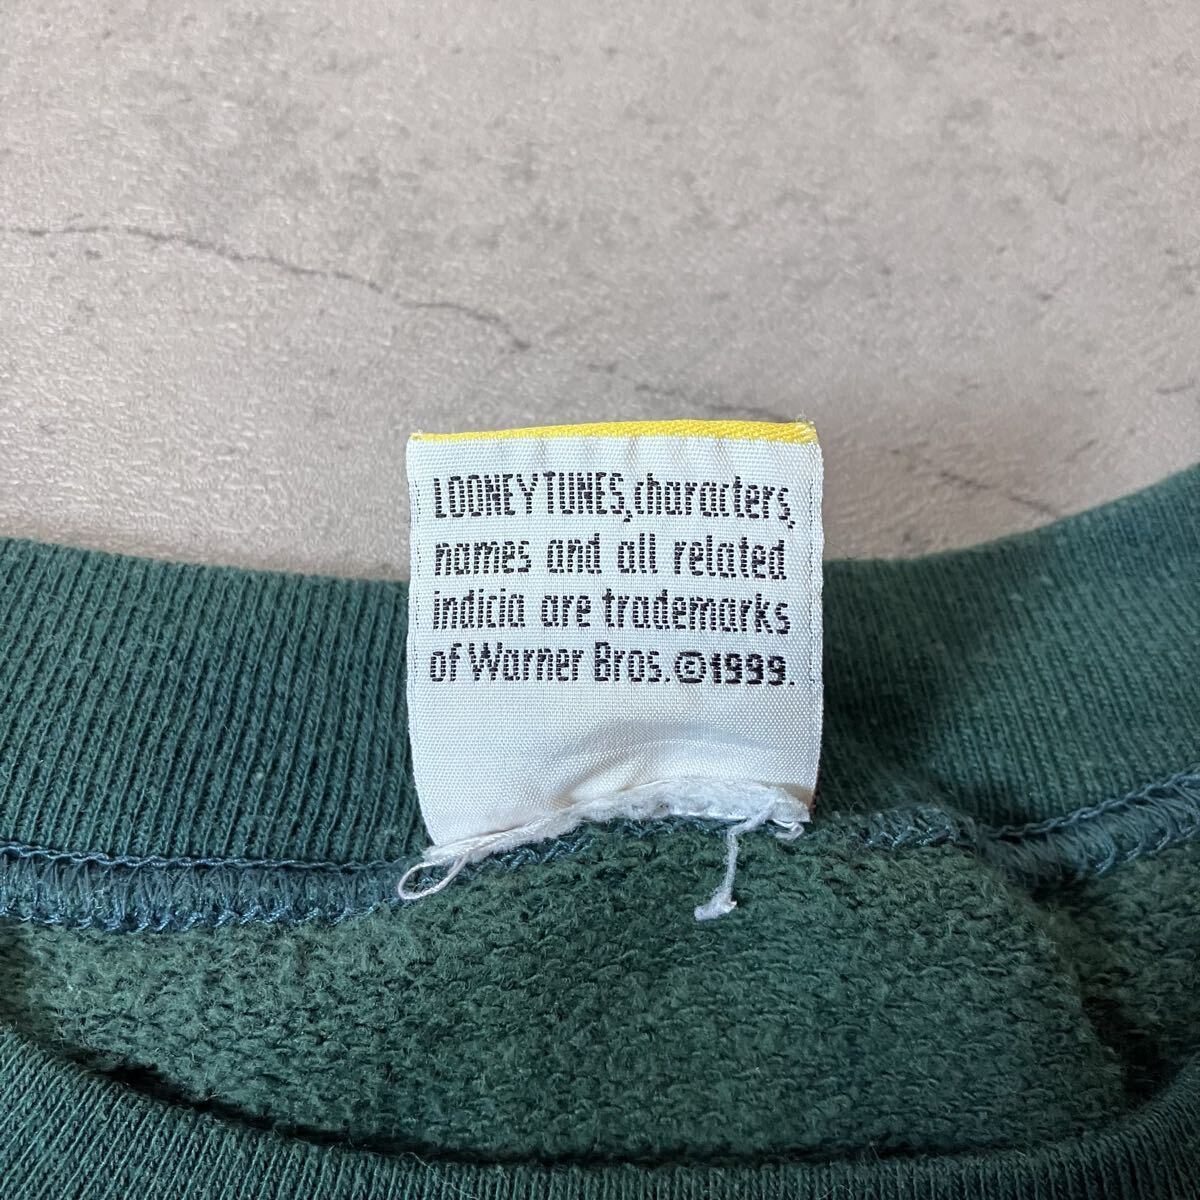 LOONEY TUNES, characters,
names and all related
indicia are trademarks
of Warner Bros. ©1999.